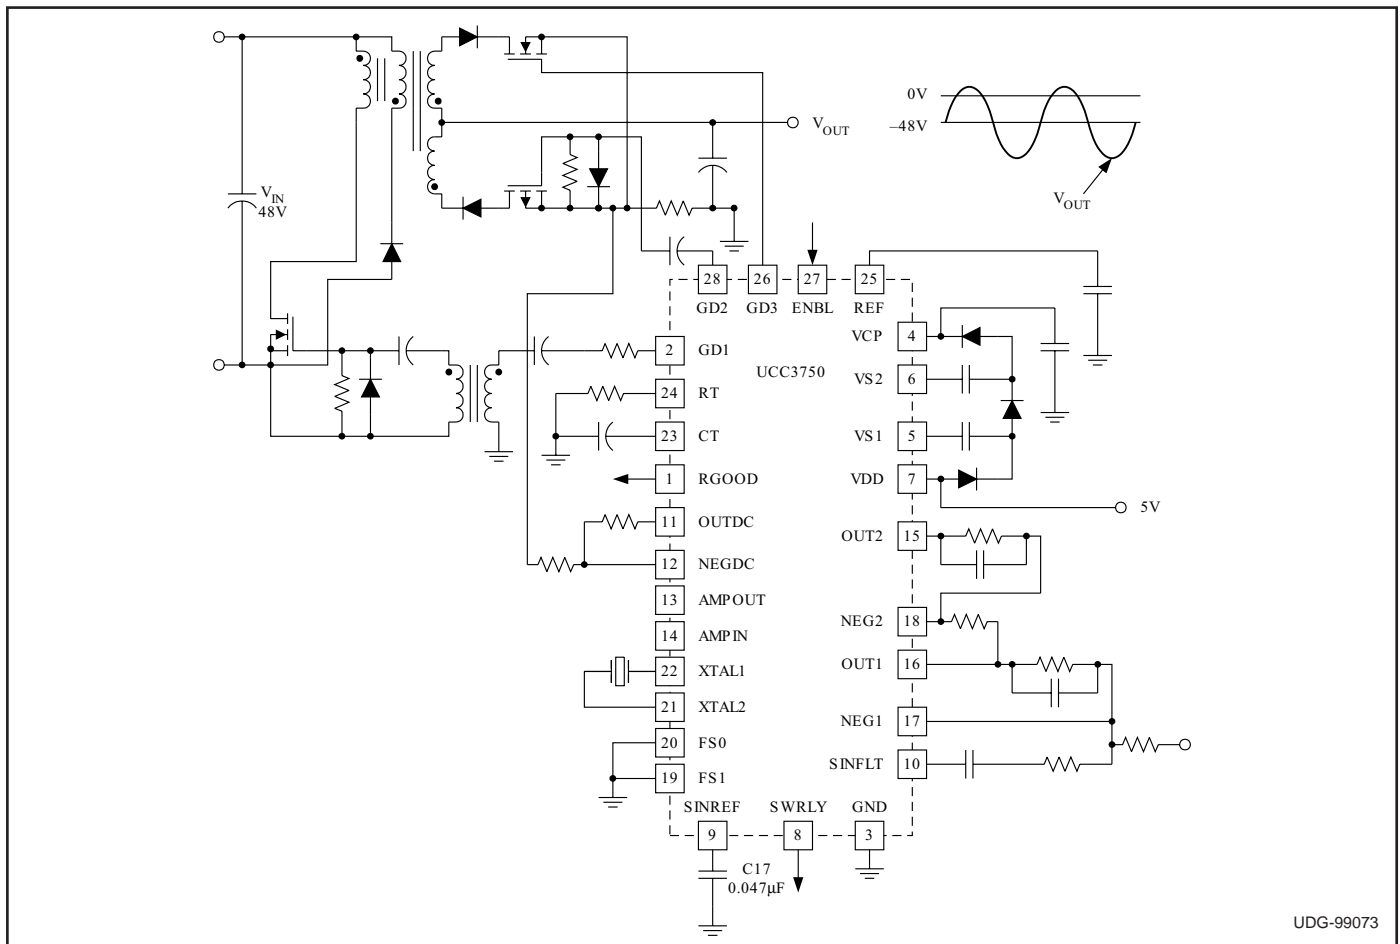 0V
–48V
V_OUT
V_OUT
V_IN
48V
28
26
27
25
GD2
GD3
ENBL
REF
VCP
4
2
GD1
UCC3750
VS2
6
24
RT
23
CT
VS1
5
1
RGOOD
VDD
7
5V
11
OUTDC
OUT2
15
12
NEGDC
13
AMPOUT
NEG2
18
14
AMPIN
22
XTAL1
OUT1
16
21
XTAL2
NEG1
17
20
FS0
SINFLT
10
19
FS1
SINREF
SWRLY
GND
9
8
3
C17
0.047µF
UDG-99073